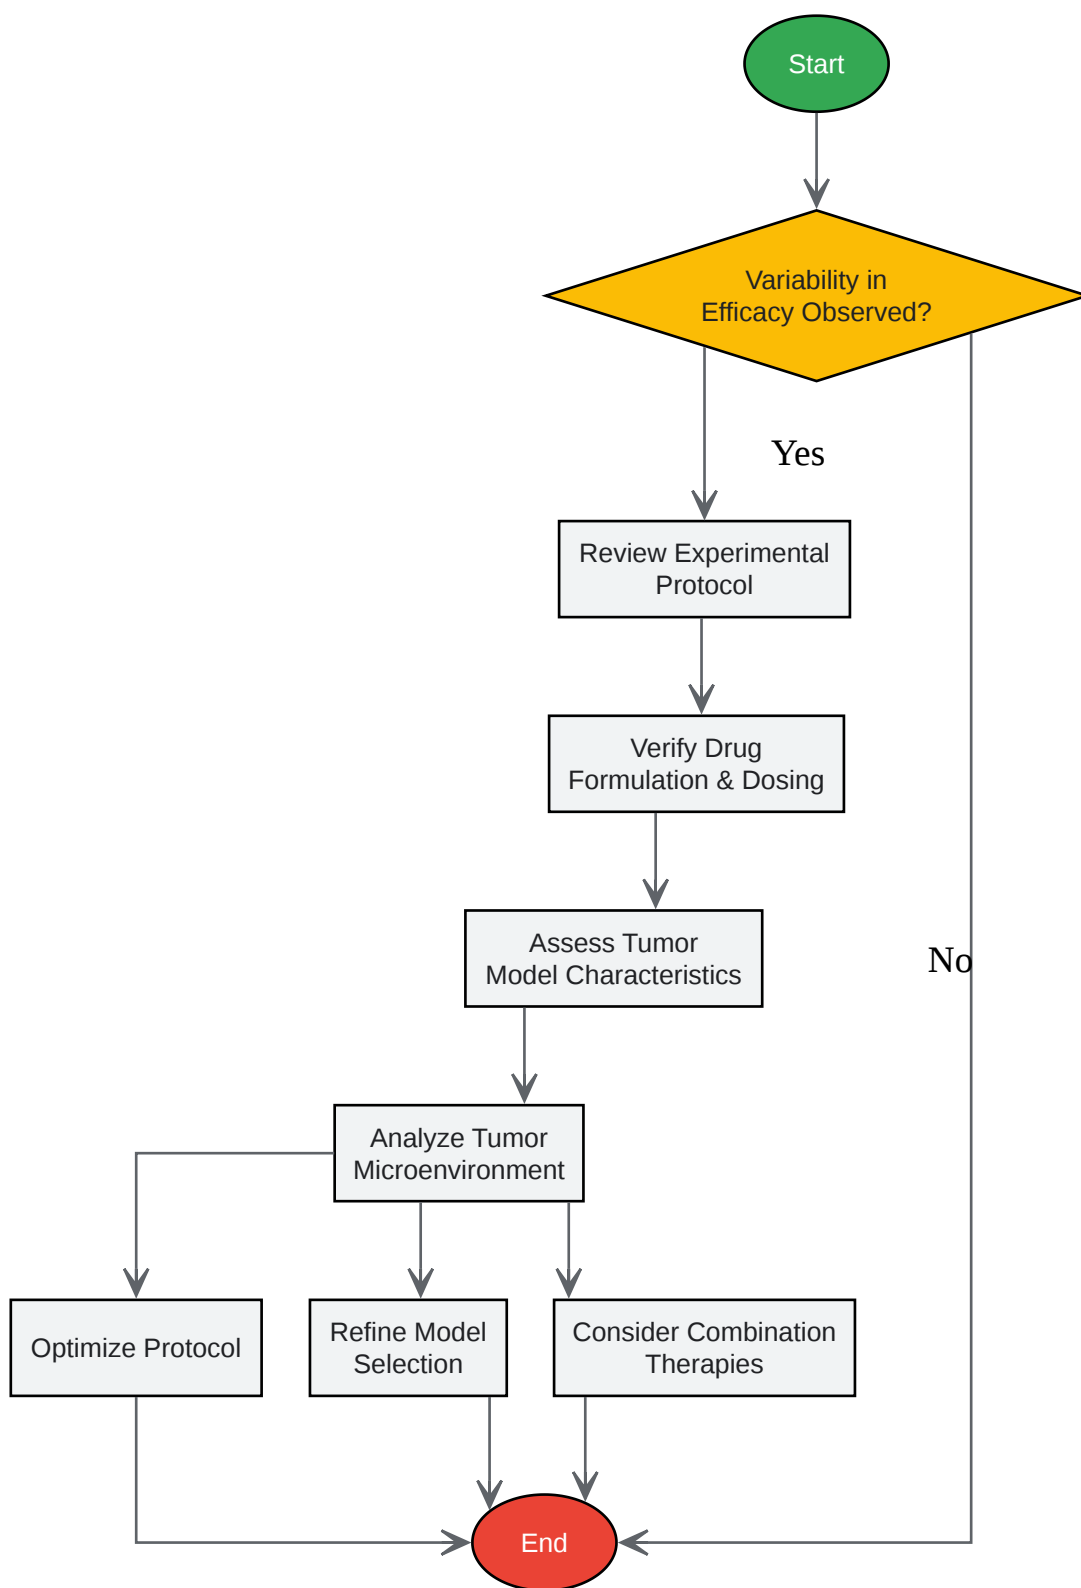 Start
Variability in
Efficacy Observed?
Yes
Review Experimental
Protocol
Verify Drug
Formulation & Dosing
Assess Tumor
Model Characteristics
No
Analyze Tumor
Microenvironment
Optimize Protocol
Refine Model
Selection
Consider Combination
Therapies
End